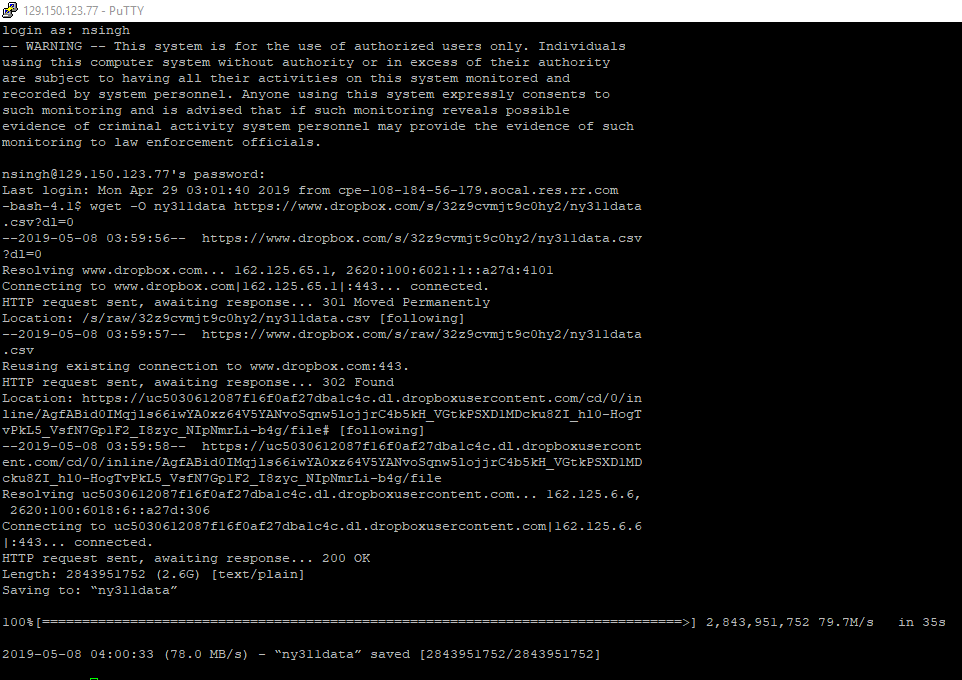 129.150.123.77 - PuTTY
login as: nsingh
-- WARNING -- This system is for the use of authorized users only. Individuals
using this computer system without authority or in excess of their authority
are subject to having all their activities on this system monitored and
recorded by system personnel. Anyone using this system expressly consents to
such monitoring and is advised that if such monitoring reveals possible
evidence of criminal activity system personnel may provide the evidence of such
monitoring to law enforcement officials.
nsingh@129.150.123.77's password:
Last login: Mon Apr 29 03:01:40 2019 from cpe-108-184-56-179.socal.res.rr.com
-bash-4.1$ wget -O ny311data https://www.dropbox.com/s/32z9cvmjt9c0hy2/ny311data
.csv?dl=0
--2019-05-08 03:59:56--  https://www.dropbox.com/s/32z9cvmjt9c0hy2/ny311data.csv
?dl=0
Resolving www.dropbox.com... 162.125.65.1, 2620:100:6021:1::a27d:4101
Connecting to www.dropbox.com|162.125.65.1|:443... connected.
HTTP request sent, awaiting response... 301 Moved Permanently
Location: /s/raw/32z9cvmjt9c0hy2/ny311data.csv [following]
--2019-05-08 03:59:57--  https://www.dropbox.com/s/raw/32z9cvmjt9c0hy2/ny311data
.csv
Reusing existing connection to www.dropbox.com:443.
HTTP request sent, awaiting response... 302 Found
Location: https://uc5030612087f16f0af27dba1c4c.dl.dropboxusercontent.com/cd/0/in
line/AgfABid0IMqjls66iwYA0xz64V5YANvoSqnw5lojjrC4b5kH_VGtkPSXD1MDcku8ZI_hl0-HogT
vPkL5_VsfN7Gp1F2_I8zyc_NIpNmrLi-b4g/file# [following]
--2019-05-08 03:59:58--  https://uc5030612087f16f0af27dba1c4c.dl.dropboxusercont
ent.com/cd/0/inline/AgfABid0IMqjls66iwYA0xz64V5YANvoSqnw5lojjrC4b5kH_VGtkPSXD1MD
cku8ZI_hl0-HogTvPkL5_VsfN7Gp1F2_I8zyc_NIpNmrLi-b4g/file
Resolving uc5030612087f16f0af27dba1c4c.dl.dropboxusercontent.com... 162.125.6.6,
 2620:100:6018:6::a27d:306
Connecting to uc5030612087f16f0af27dba1c4c.dl.dropboxusercontent.com|162.125.6.6
|:443... connected.
HTTP request sent, awaiting response... 200 OK
Length: 2843951752 (2.6G) [text/plain]
Saving to: “ny311data”
100%[================================================================================>] 2,843,951,752 79.7M/s   in 35s
2019-05-08 04:00:33 (78.0 MB/s) - “ny311data” saved [2843951752/2843951752]